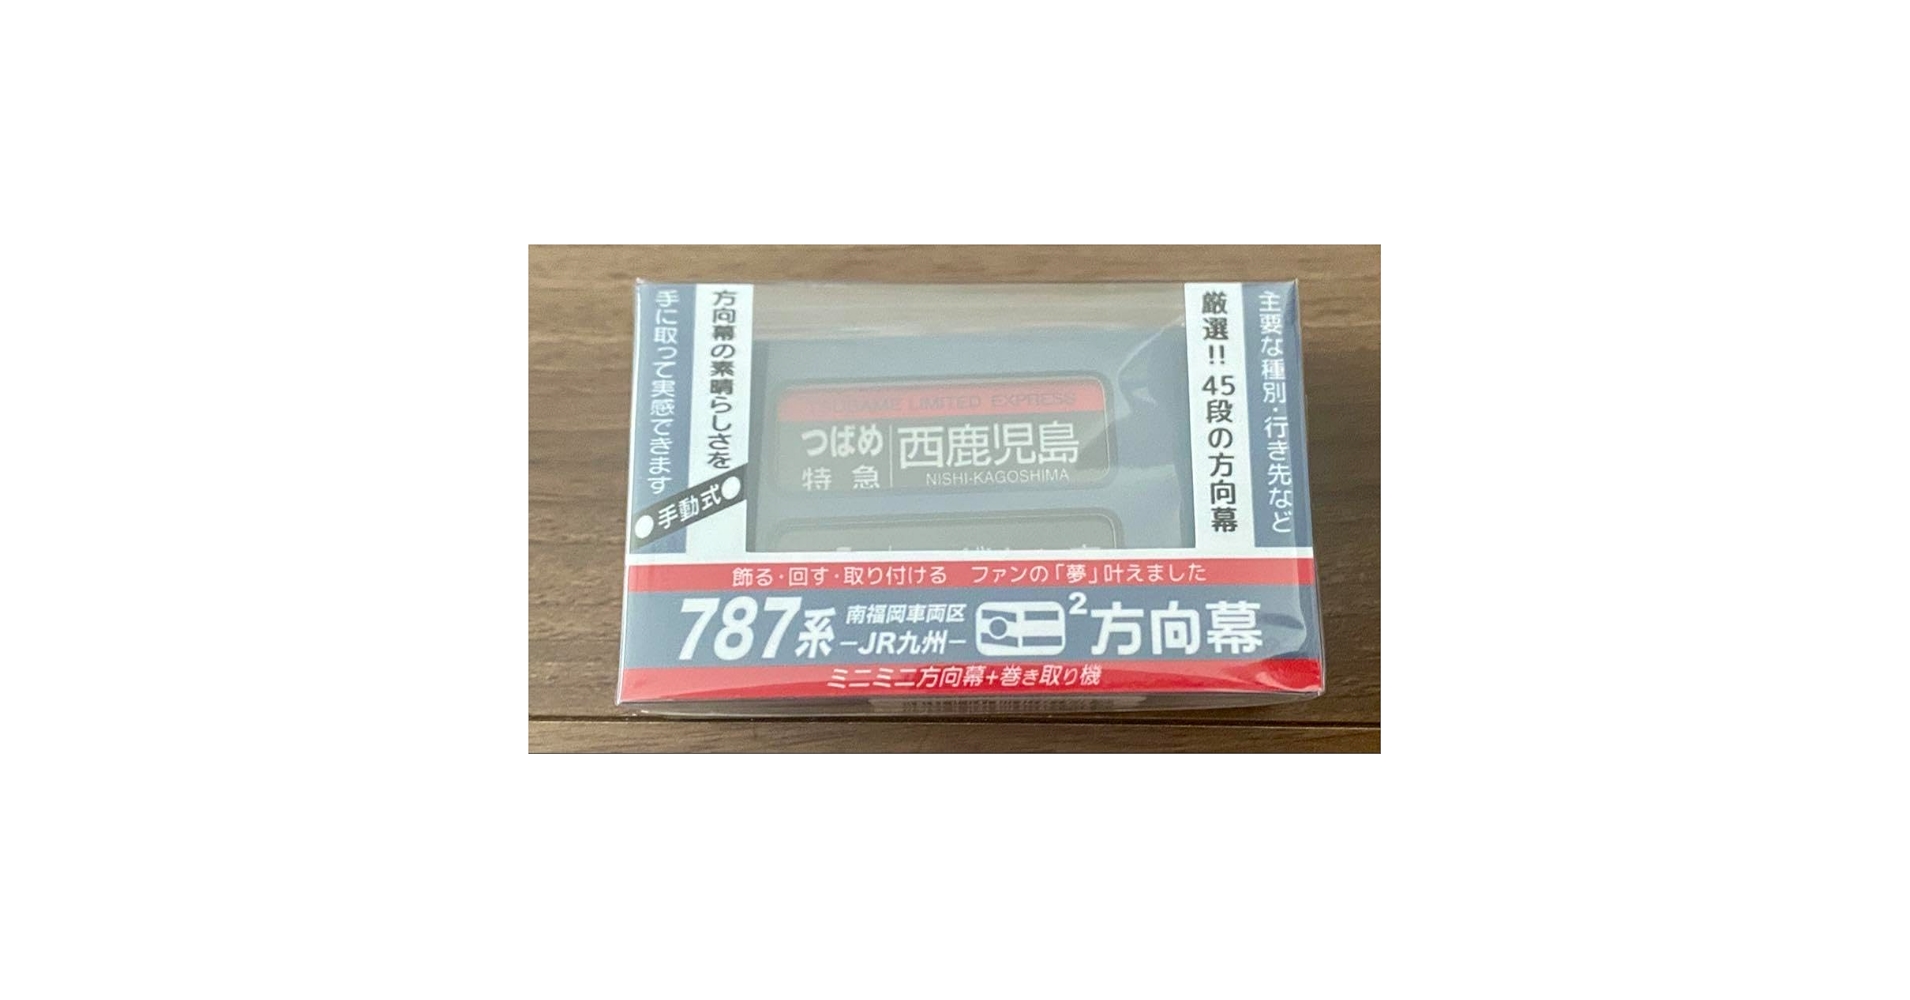 手に取って実感できます
方向幕の素晴らしさを
手動式
厳選!! 45段の方向幕
主要な種別・行き先など
TSUBAME LIMITED EXPRESS
つばめ
特急
西鹿児島
NISHI-KAGOSHIMA
飾る・回す・取り付ける ファンの「夢」叶えました
787系
南福岡車両区
-JR九州-
2
方向幕
ミニミニ方向幕+巻き取り機